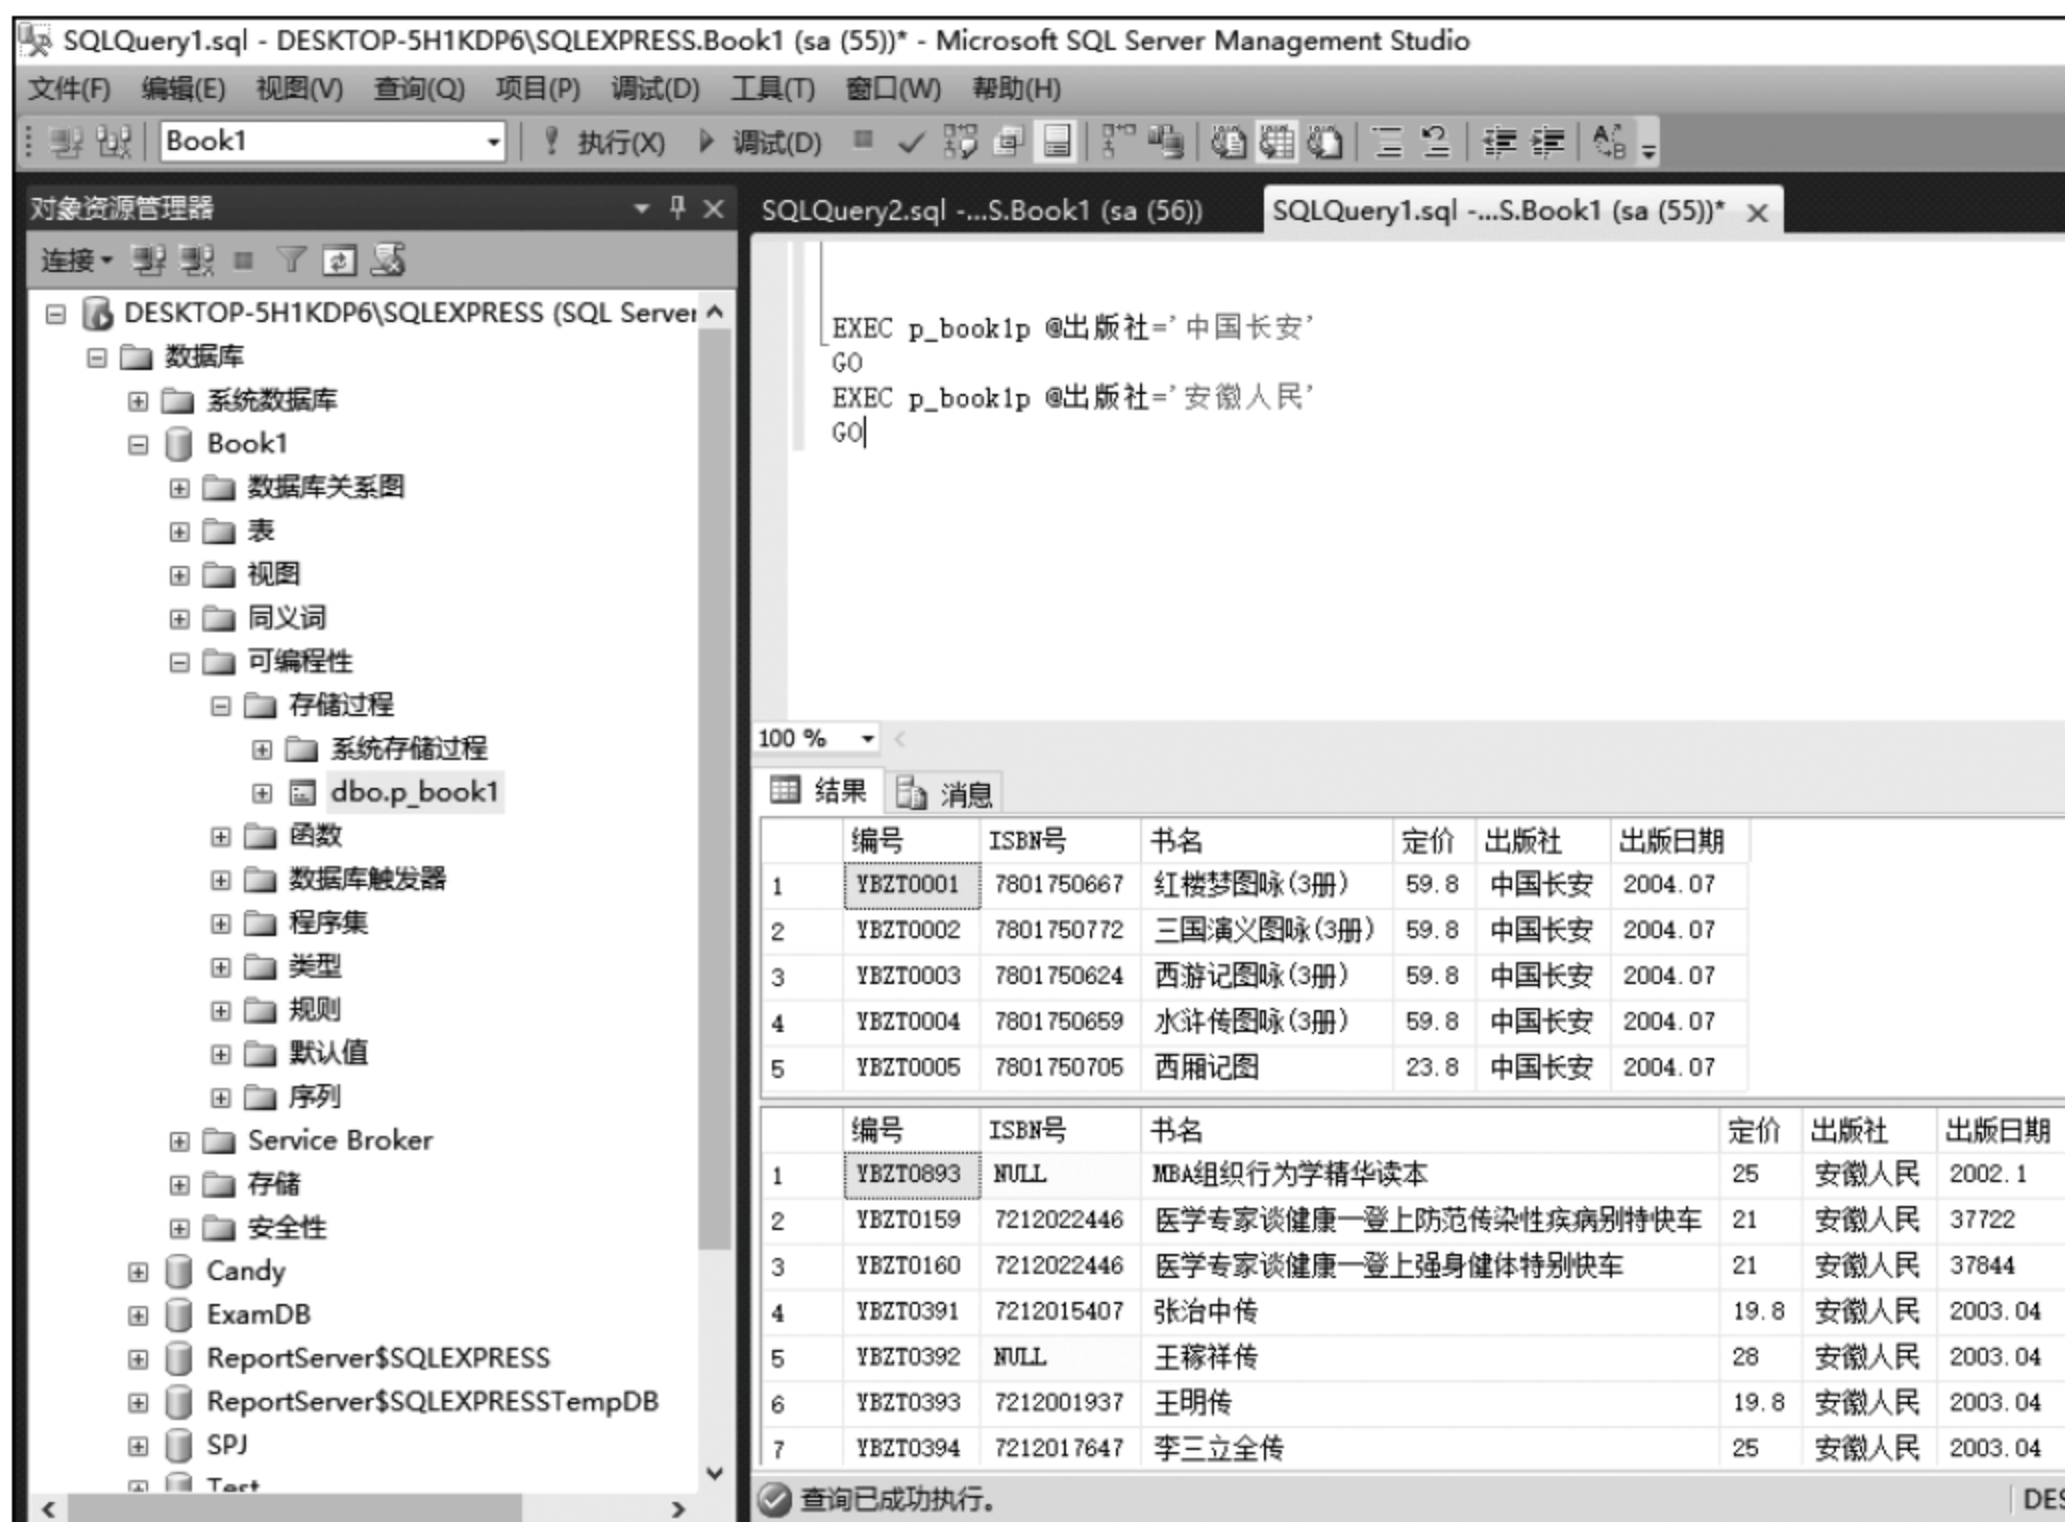 SQLQuery1.sql - DESKTOP-5H1KDP6\SQLEXPRESS.Book1 (sa (55))* - Microsoft SQL Server Management Studio
文件(F) 编辑(E) 视图(V) 查询(Q) 项目(P) 调试(D) 工具(T) 窗口(W) 帮助(H)
Book1 执行(X) 调试(D)
对象资源管理器
连接
DESKTOP-5H1KDP6\SQLEXPRESS (SQL Server
数据库
系统数据库
Book1
数据库关系图
表
视图
同义词
可编程性
存储过程
系统存储过程
dbo.p_book1
函数
数据库触发器
程序集
类型
规则
默认值
序列
Service Broker
存储
安全性
Candy
ExamDB
ReportServer$SQLEXPRESS
ReportServer$SQLEXPRESSTempDB
SPJ
Test
SQLQuery2.sql -...S.Book1 (sa (56)) SQLQuery1.sql -...S.Book1 (sa (55))*
EXEC p_book1p @出版社='中国长安'
GO
EXEC p_book1p @出版社='安徽人民'
GO
100 %
结果 消息
编号 ISBN号 书名 定价 出版社 出版日期
1 YBZT0001 7801750667 红楼梦图咏(3册) 59.8 中国长安 2004.07
2 YBZT0002 7801750772 三国演义图咏(3册) 59.8 中国长安 2004.07
3 YBZT0003 7801750624 西游记图咏(3册) 59.8 中国长安 2004.07
4 YBZT0004 7801750659 水浒传图咏(3册) 59.8 中国长安 2004.07
5 YBZT0005 7801750705 西厢记图 23.8 中国长安 2004.07
编号 ISBN号 书名 定价 出版社 出版日期
1 YBZT0893 NULL MBA组织行为学精华读本 25 安徽人民 2002.1
2 YBZT0159 7212022446 医学专家谈健康—登上防范传染性疾病别特快车 21 安徽人民 37722
3 YBZT0160 7212022446 医学专家谈健康—登上强身健体特别快车 21 安徽人民 37844
4 YBZT0391 7212015407 张治中传 19.8 安徽人民 2003.04
5 YBZT0392 NULL 王稼祥传 28 安徽人民 2003.04
6 YBZT0393 7212001937 王明传 19.8 安徽人民 2003.04
7 YBZT0394 7212017647 李三立全传 25 安徽人民 2003.04
查询已成功执行。 DES